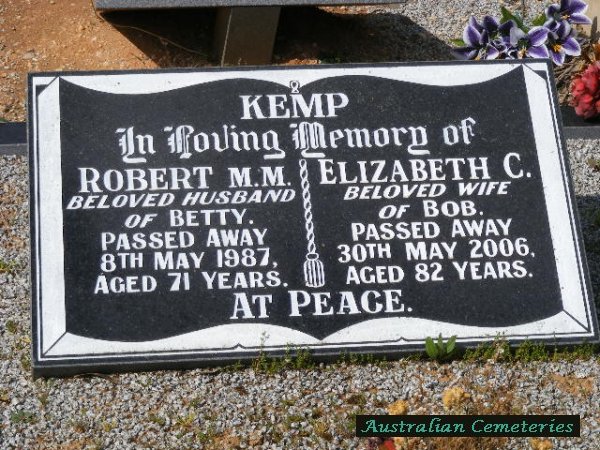 KEMP
In Loving Memory of
ROBERT M.M.
BELOVED HUSBAND
OF BETTY.
PASSED AWAY
8TH MAY 1987,
AGED 71 YEARS.
ELIZABETH C.
BELOVED WIFE
OF BOB.
PASSED AWAY
30TH MAY 2006,
AGED 82 YEARS.
AT PEACE.
Australian Cemeteries